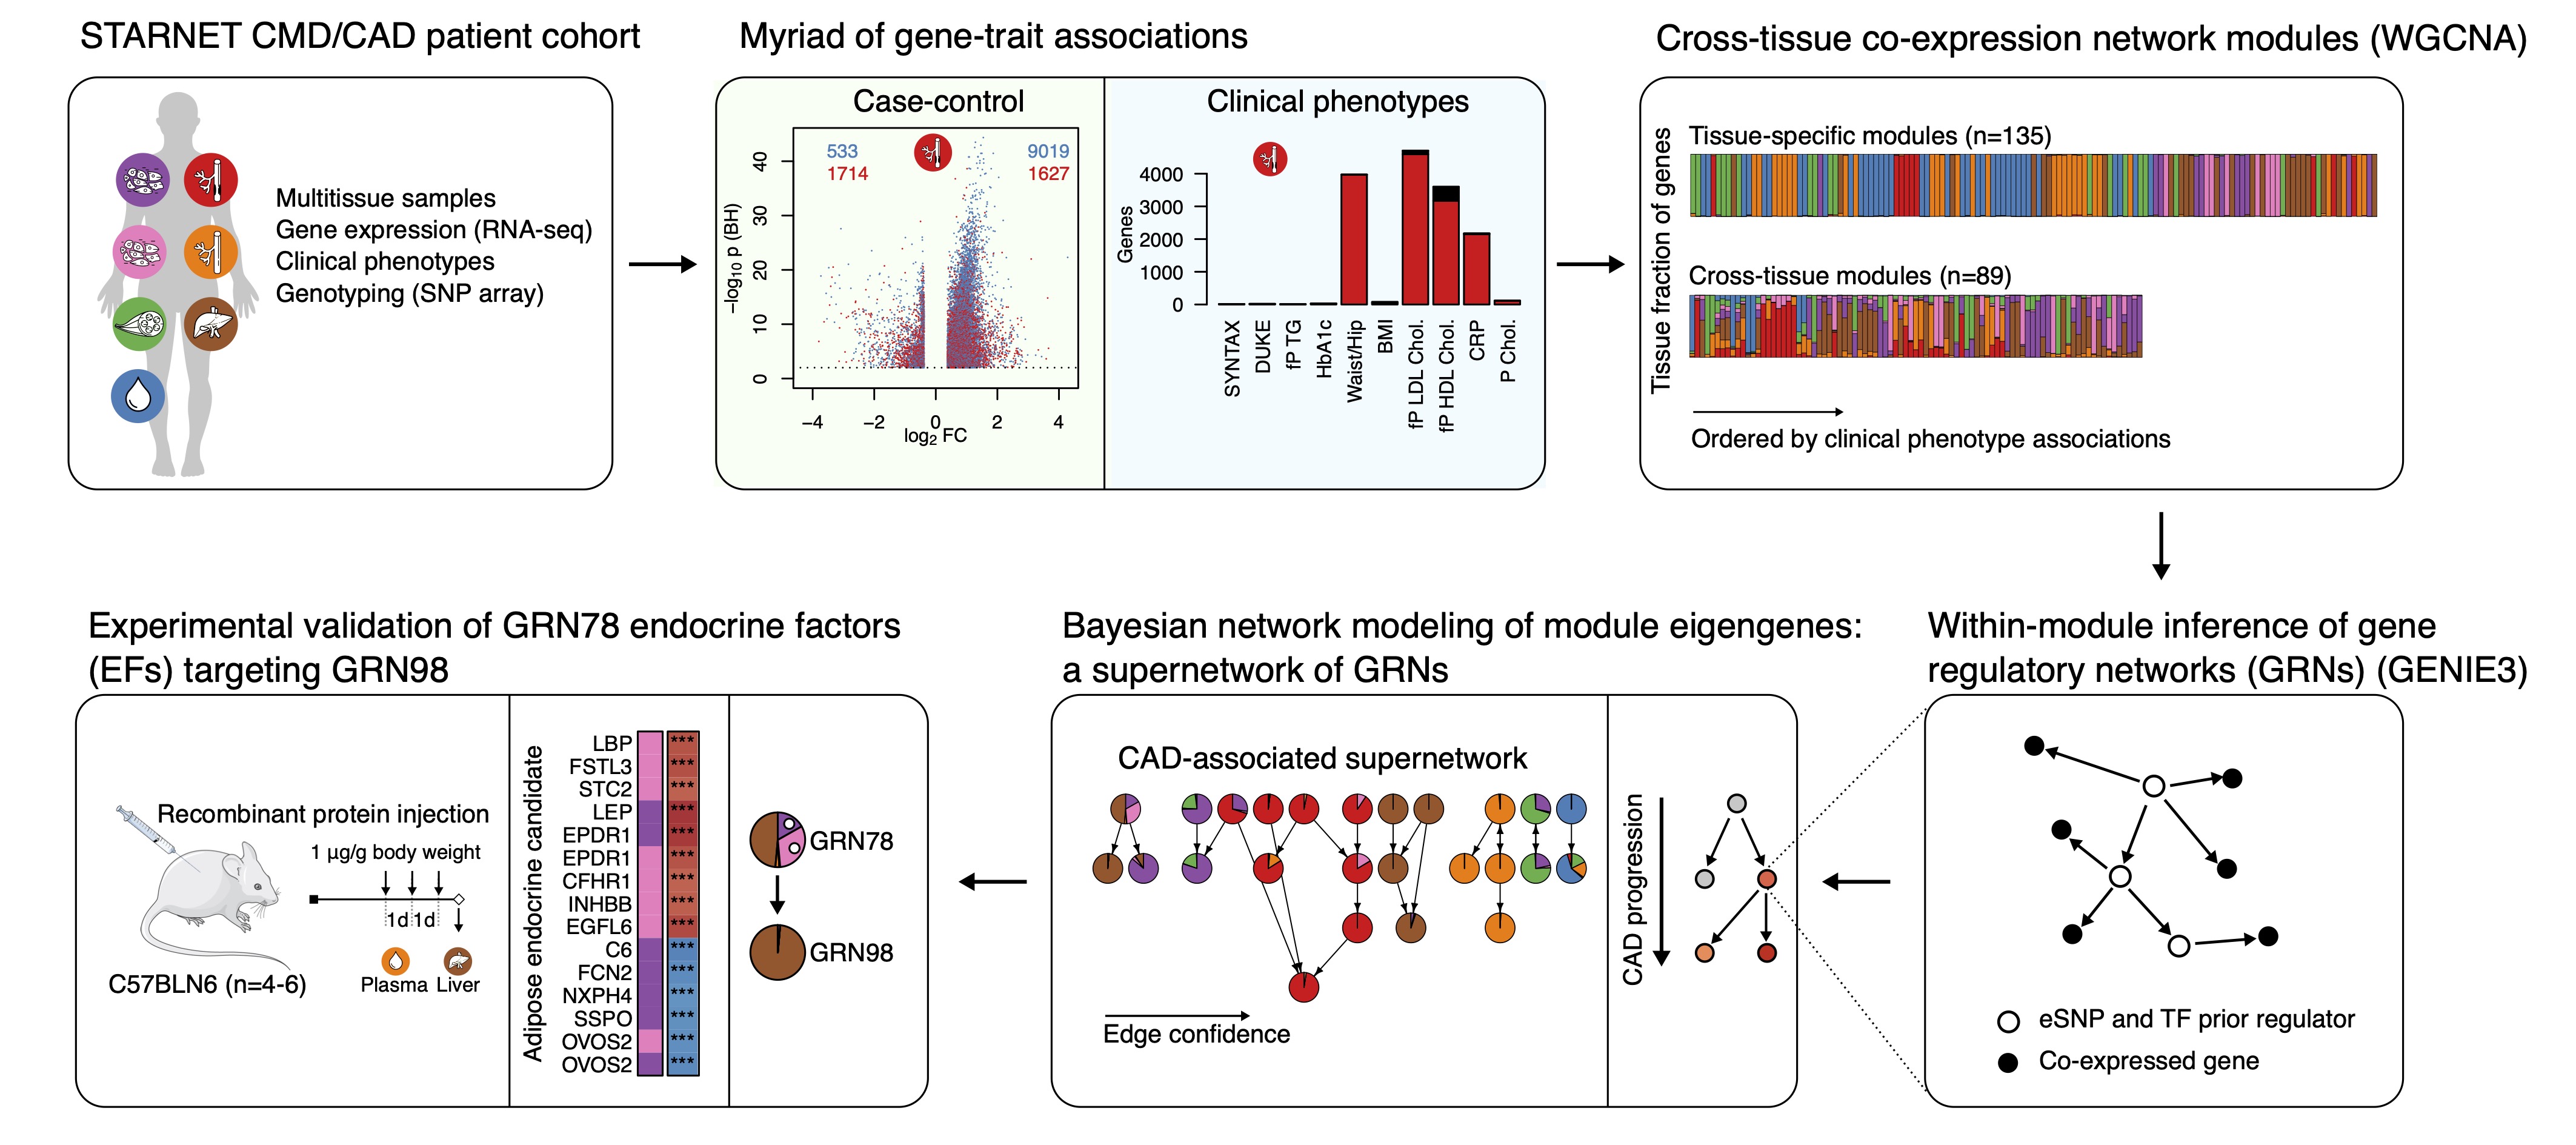 STARNET CMD/CAD patient cohort
Multitissue samples
Gene expression (RNA-seq)
Clinical phenotypes
Genotyping (SNP array)
Myriad of gene-trait associations
Case-control
533
1714
9019
1627
−log10 p (BH)
40
30
20
10
0
−4
−2
0
2
4
log2 FC
Clinical phenotypes
Genes
4000
3000
2000
1000
0
SYNTAX
DUKE
fP TG
HbA1c
Waist/Hip
BMI
fP LDL Chol.
fP HDL Chol.
CRP
P Chol.
Cross-tissue co-expression network modules (WGCNA)
Tissue fraction of genes
Tissue-specific modules (n=135)
Cross-tissue modules (n=89)
Ordered by clinical phenotype associations
Within-module inference of gene
regulatory networks (GRNs) (GENIE3)
eSNP and TF prior regulator
Co-expressed gene
Bayesian network modeling of module eigengenes:
a supernetwork of GRNs
CAD-associated supernetwork
Edge confidence
CAD progression
Experimental validation of GRN78 endocrine factors
(EFs) targeting GRN98
Recombinant protein injection
1 µg/g body weight
1d 1d
Plasma Liver
C57BLN6 (n=4-6)
Adipose endocrine candidate
LBP ***
FSTL3 ***
STC2 ***
LEP ***
EPDR1 ***
EPDR1 ***
CFHR1 ***
INHBB ***
EGFL6 ***
C6 ***
FCN2 ***
NXPH4 ***
SSPO ***
OVOS2 ***
OVOS2 ***
GRN78
GRN98